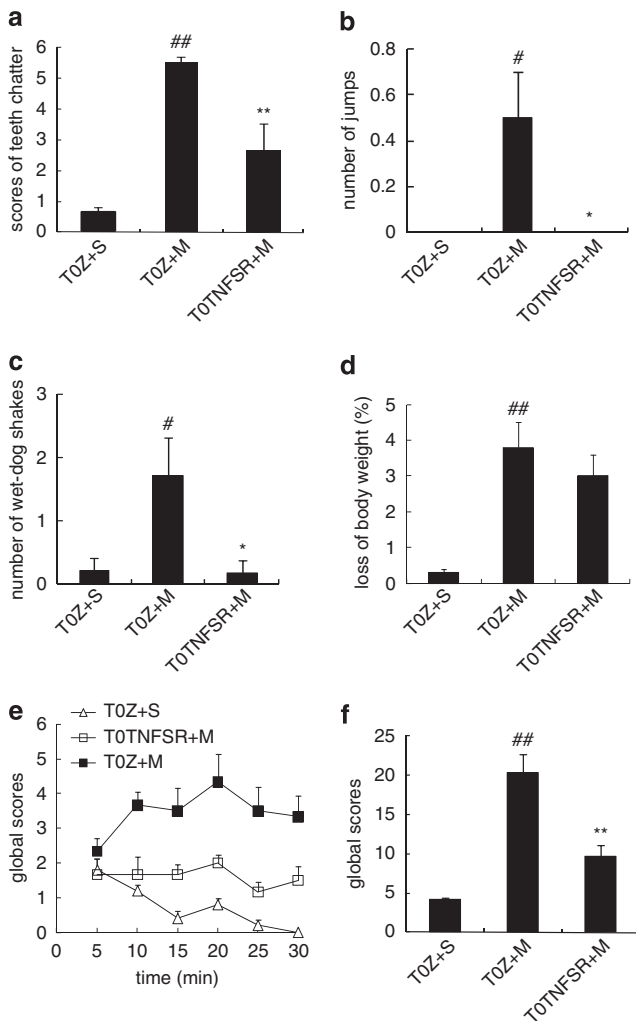 a
scores of teeth chatter
6
5
4
3
2
1
0
##
**
T0Z+S
T0Z+M
T0TNFSR+M
b
number of jumps
0.8
0.6
0.4
0.2
0
#
*
T0Z+S
T0Z+M
T0TNFSR+M
c
number of wet-dog shakes
3
2
1
0
#
*
T0Z+S
T0Z+M
T0TNFSR+M
d
loss of body weight (%)
5
4
3
2
1
0
##
T0Z+S
T0Z+M
T0TNFSR+M
e
T0Z+S
T0TNFSR+M
T0Z+M
global scores
6
5
4
3
2
1
0
0 5 10 15 20 25 30
time (min)
f
global scores
25
20
15
10
5
0
##
**
T0Z+S
T0Z+M
T0TNFSR+M